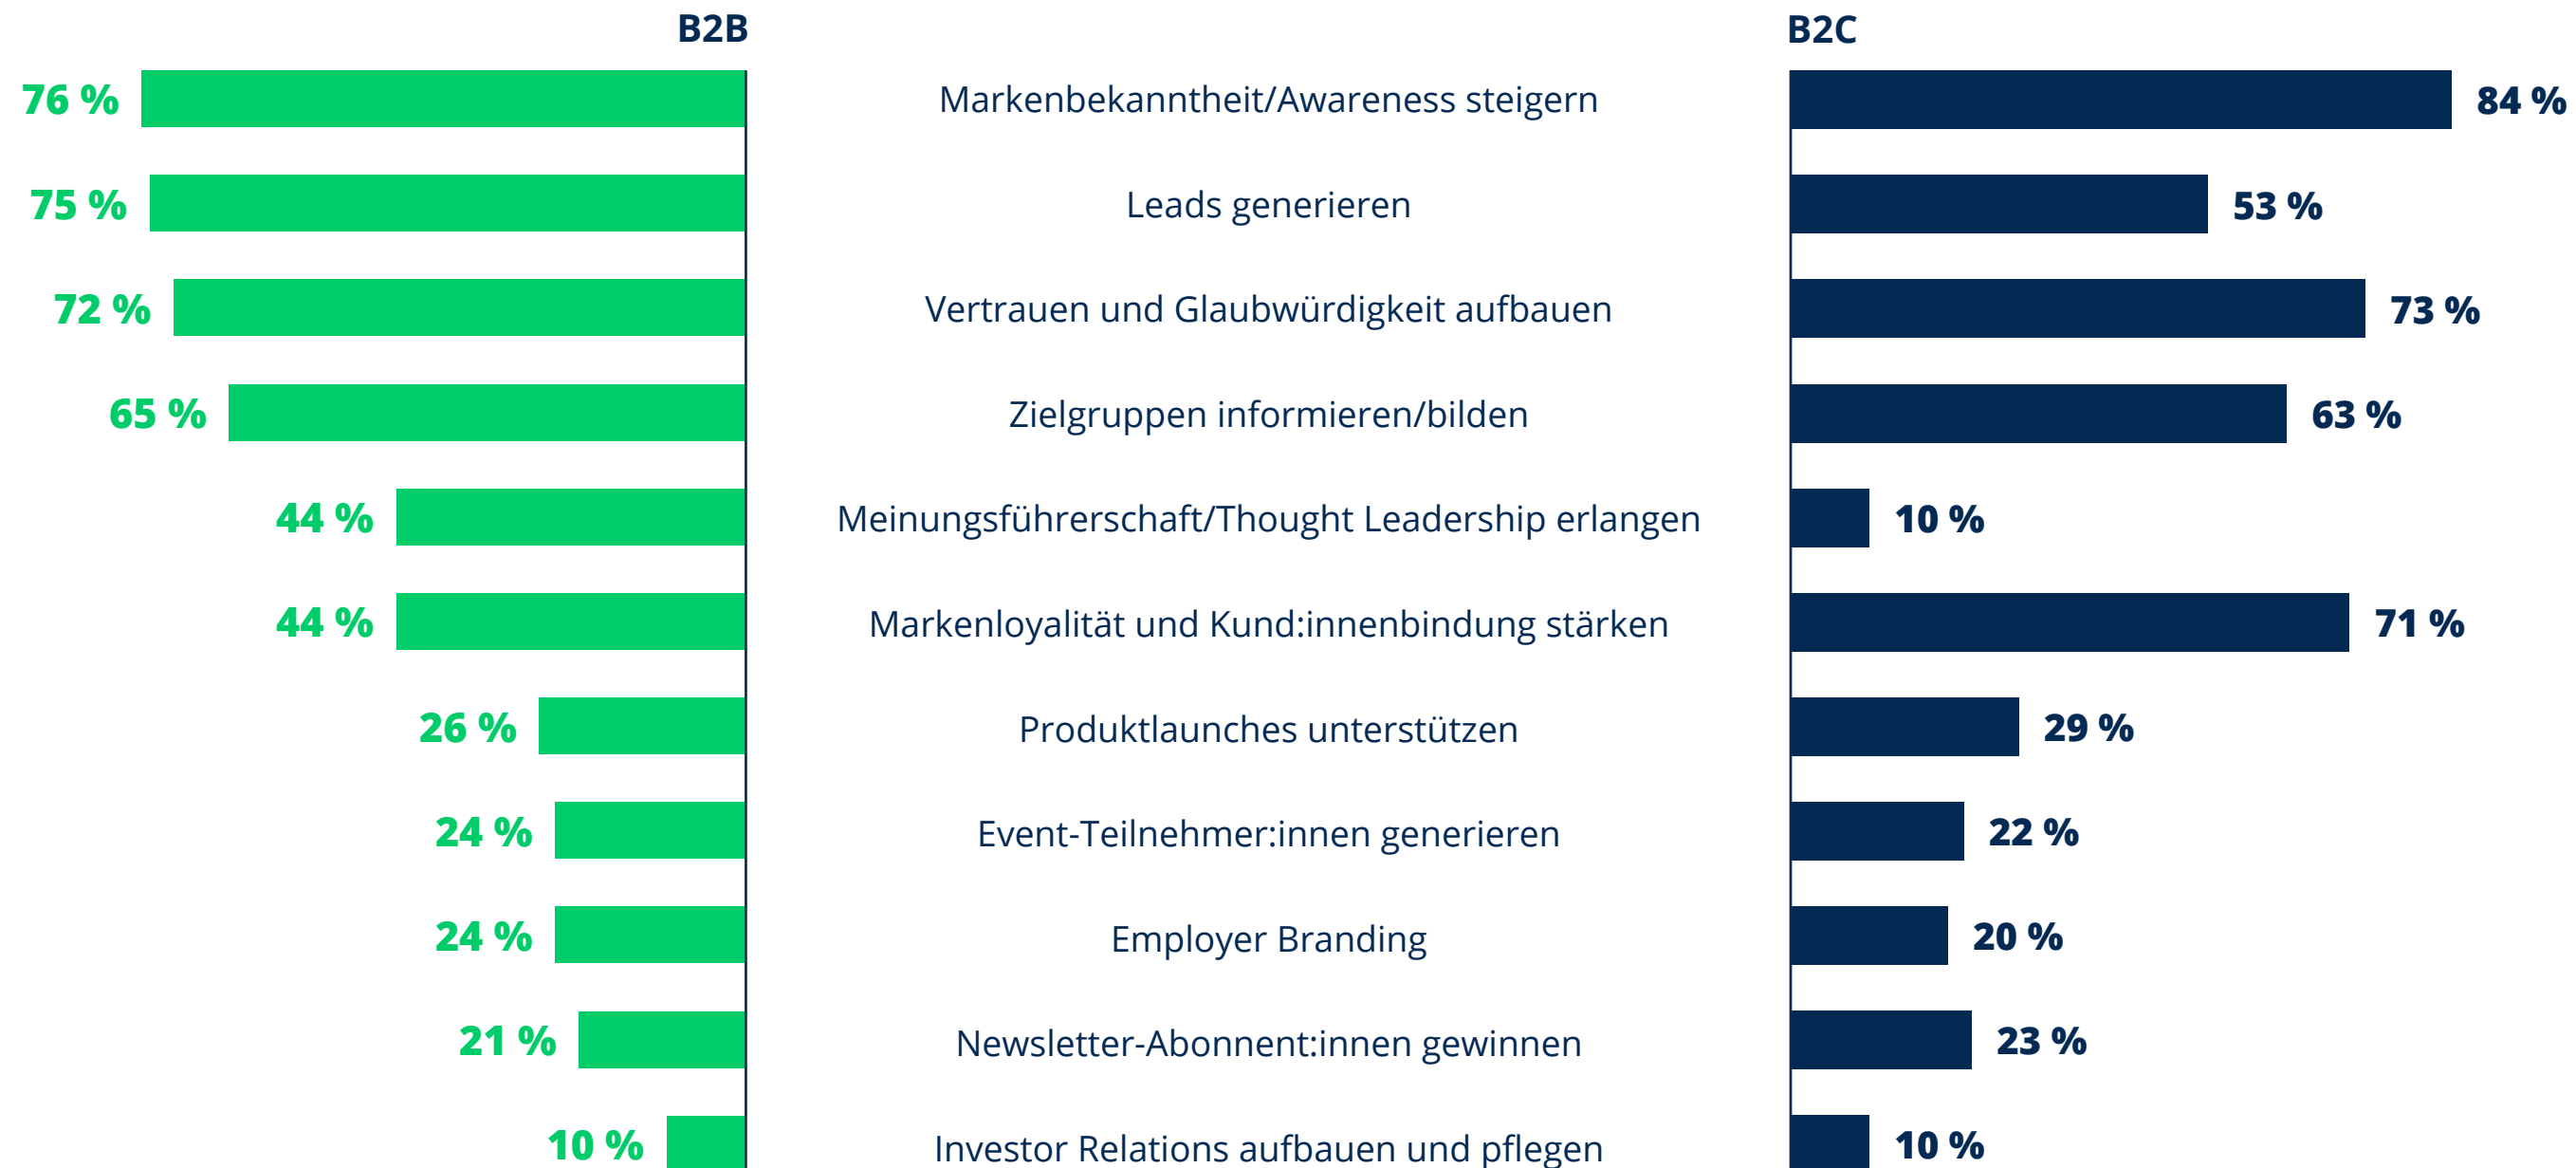 B2B B2C
76 % Markenbekanntheit/Awareness steigern 84 %
75 % Leads generieren 53 %
72 % Vertrauen und Glaubwürdigkeit aufbauen 73 %
65 % Zielgruppen informieren/bilden 63 %
44 % Meinungsführerschaft/Thought Leadership erlangen 10 %
44 % Markenloyalität und Kund:innenbindung stärken 71 %
26 % Produktlaunches unterstützen 29 %
24 % Event-Teilnehmer:innen generieren 22 %
24 % Employer Branding 20 %
21 % Newsletter-Abonnent:innen gewinnen 23 %
10 % Investor Relations aufbauen und pflegen 10 %